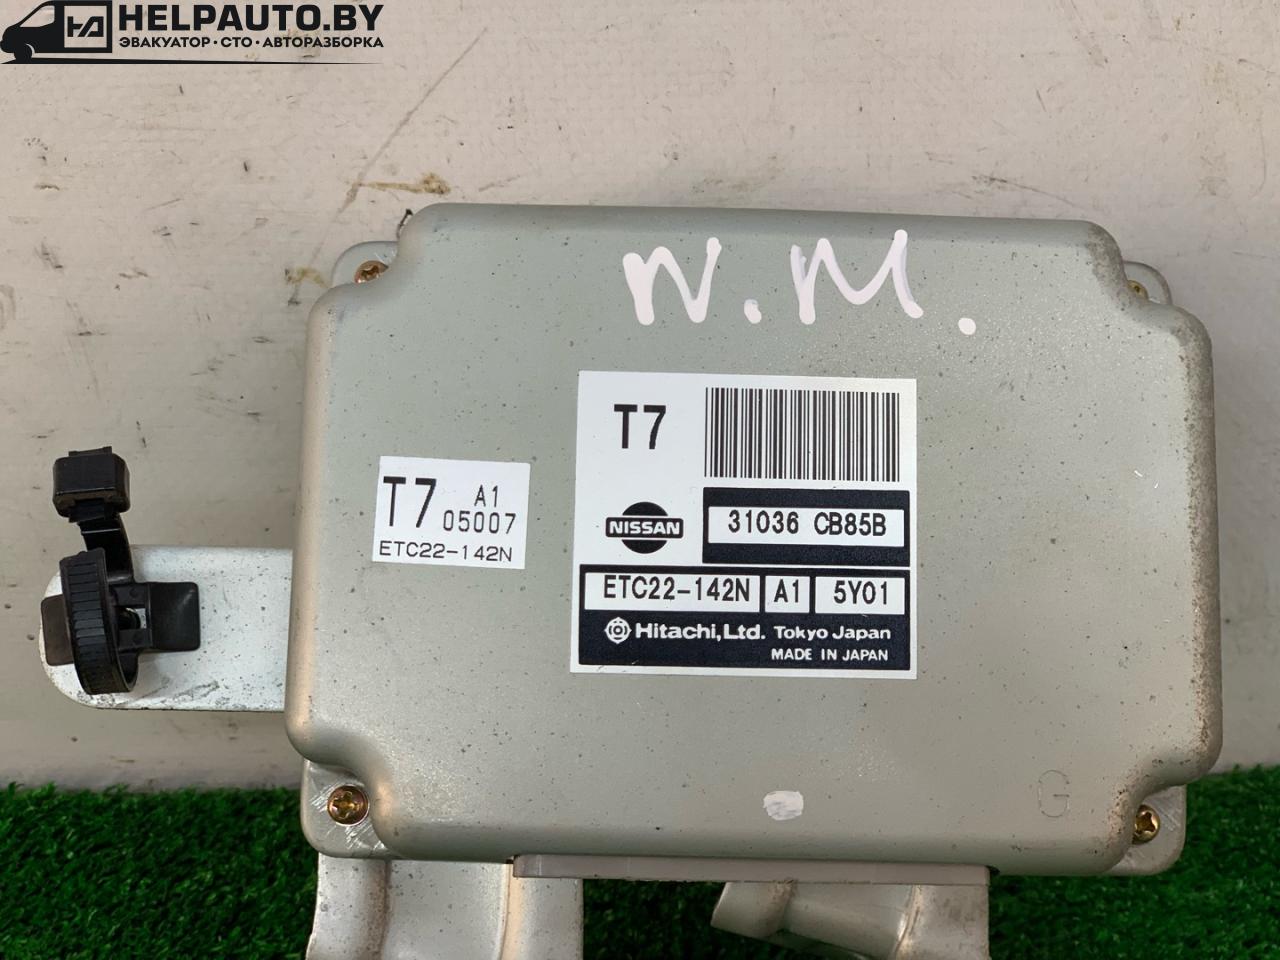 HELPAUTO.BY
ЭВАКУАТОР·СТО·АВТОРАЗБОРКА
N.M.
T7
T7 A1
05007
ETC22-142N
NISSAN
31036 CB85B
ETC22-142N A1 5Y01
Hitachi,Ltd. Tokyo Japan
MADE IN JAPAN
G